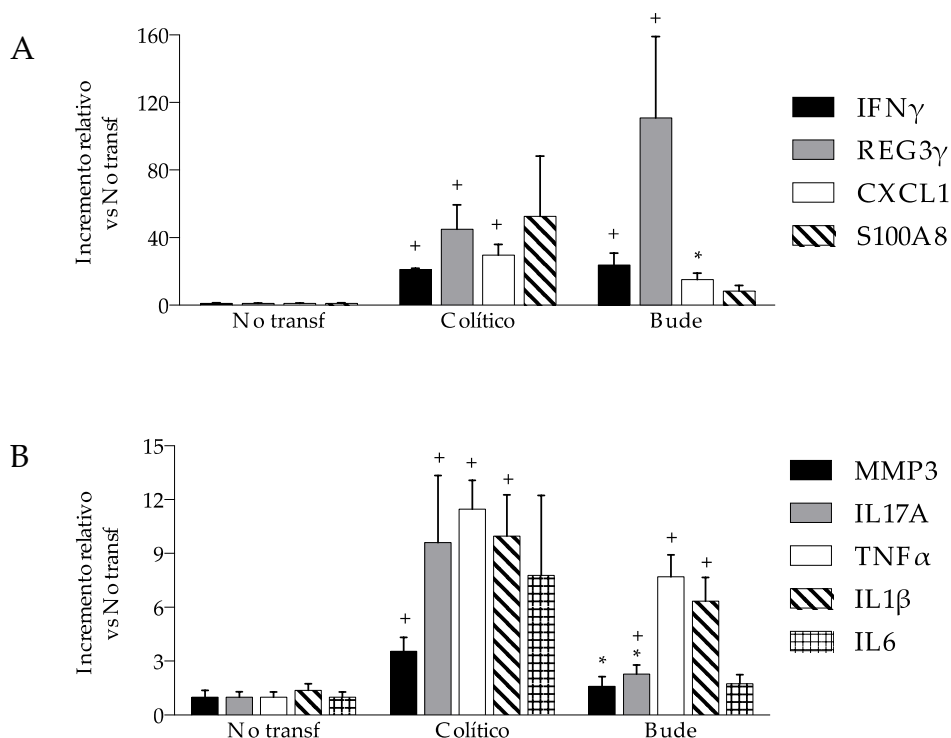 A
Incremento relativo
vs No transf
160
120
80
40
0
+
+
+
+
+
*
No transf
Colítico
Bude
IFNγ
REG3γ
CXCL1
S100A8
B
Incremento relativo
vs No transf
15
12
9
6
3
0
+
+
+
+
*
+
*
+
+
No transf
Colítico
Bude
MMP3
IL17A
TNFα
IL1β
IL6